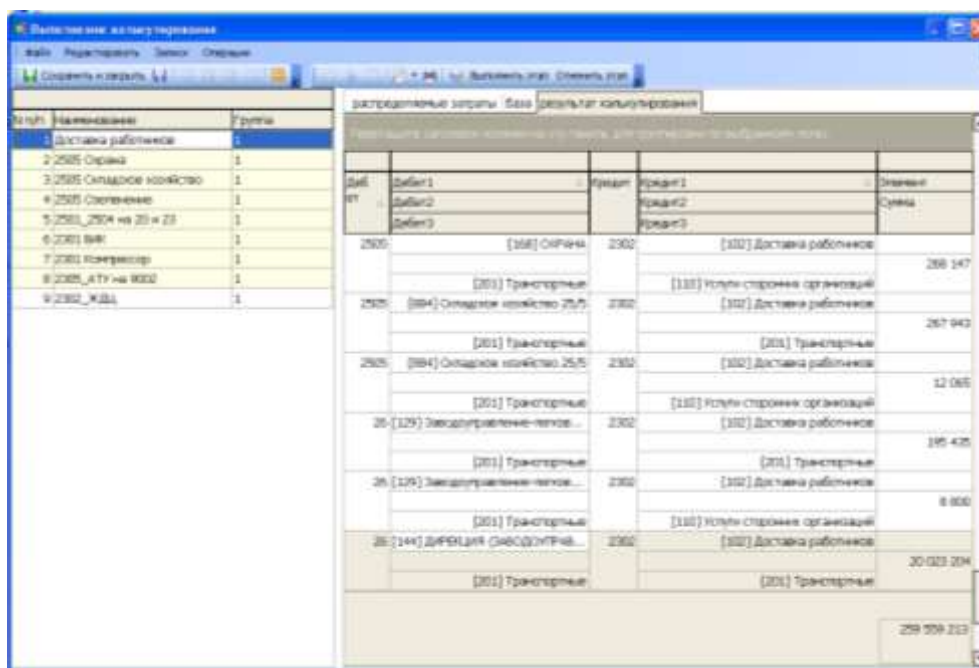 Выполнение калькулирования
Файл Редактировать Записи Операции
Сохранить и закрыть Выполнить этап Отменить этап
распределяемые затраты база результат калькулирования
N п/п Наименование Группа
1 Доставка работников 1
2 2505 Охрана 1
3 2505 Складское хозяйство 1
4 2505 1
5 2501_2504 на 20 и 23 1
6 2301 1
7 2301 Компрессор 1
8 2305_АТУ на 9002 1
9 2302_ЖДЦ 1
Дебет Дебет1 Кредит Кредит1 Элемент
Дебет2 Кредит2 Сумма
Дебет3 Кредит3
2505 [168] ОХРАНА 2302 [102] Доставка работников
268 147
[201] Транспортные [110] Услуги сторонних организаций
2505 [884] Складское хозяйство 25/5 2302 [102] Доставка работников
267 943
[201] Транспортные [201] Транспортные
2505 [884] Складское хозяйство 25/5 2302 [102] Доставка работников
12 065
[201] Транспортные [110] Услуги сторонних организаций
26 [129] 2302 [102] Доставка работников
195 435
[201] Транспортные [201] Транспортные
26 [129] 2302 [102] Доставка работников
8 800
[201] Транспортные [110] Услуги сторонних организаций
26 [144] ДИРЕКЦИЯ (ЗАВОДОУПРАВ... 2302 [102] Доставка работников
20 023 204
[201] Транспортные [201] Транспортные
259 559 213